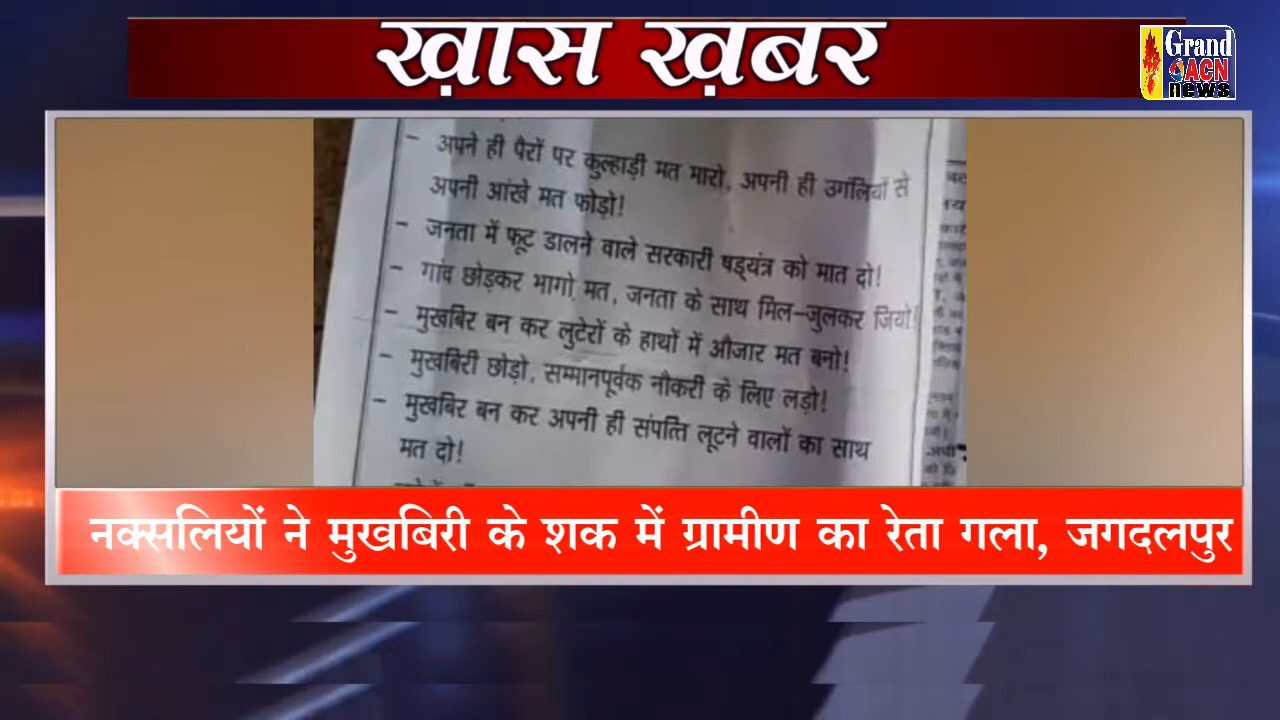 ख़ास ख़बर
Grand
ACN
news
- अपने ही पैरों पर कुल्हाड़ी मत मारो, अपनी ही उगंलियों से
अपनी आंखे मत फोड़ो!
- जनता में फूट डालने वाले सरकारी षड्यंत्र को मात दो!
- गांव छोड़कर भागो मत, जनता के साथ मिल-जुलकर जियो!
- मुखबिर बन कर लुटेरों के हाथों में औजार मत बनो!
- मुखबिरी छोड़ो, सम्मानपूर्वक नौकरी के लिए लड़ो!
- मुखबिर बन कर अपनी ही संपत्ति लूटने वालों का साथ
मत दो!
नक्सलियों ने मुखबिरी के शक में ग्रामीण का रेता गला, जगदलपुर